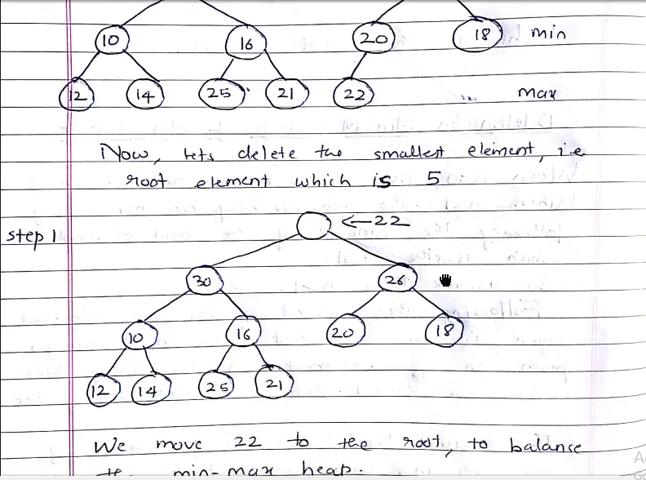 10 16 20 18 min
12 14 25 21 22 max
Now, lets delete the smallest element, i.e
root element which is 5
step 1
←22
30 26
10 16 20 18
12 14 25 21
We move 22 to the root, to balance
the min-max heap.